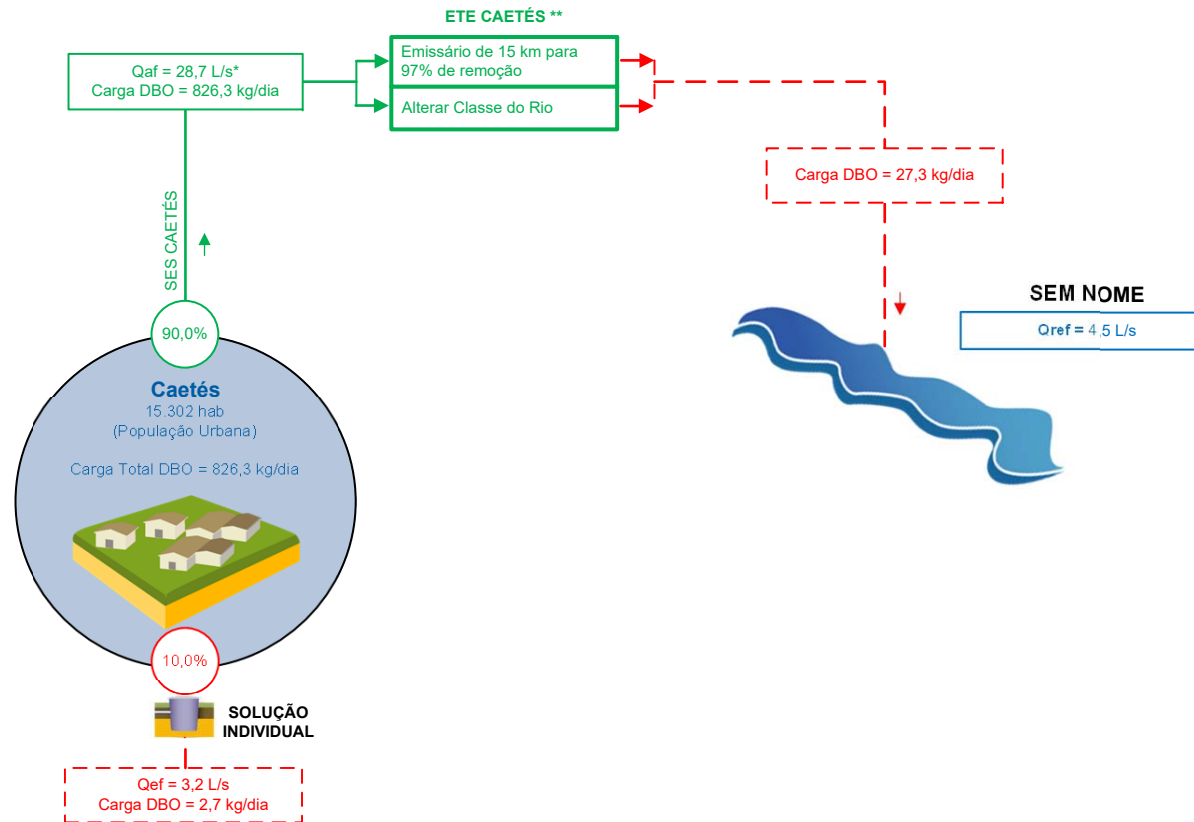 ETE CAETÉS **
Emissário de 15 km para
97% de remoção
Alterar Classe do Rio
Qaf = 28,7 L/s*
Carga DBO = 826,3 kg/dia
Carga DBO = 27,3 kg/dia
SES CAETÉS
SEM NOME
Qref = 4,5 L/s
90,0%
Caetés
15.302 hab
(População Urbana)
Carga Total DBO = 826,3 kg/dia
10,0%
SOLUÇÃO
INDIVIDUAL
Qef = 3,2 L/s
Carga DBO = 2,7 kg/dia